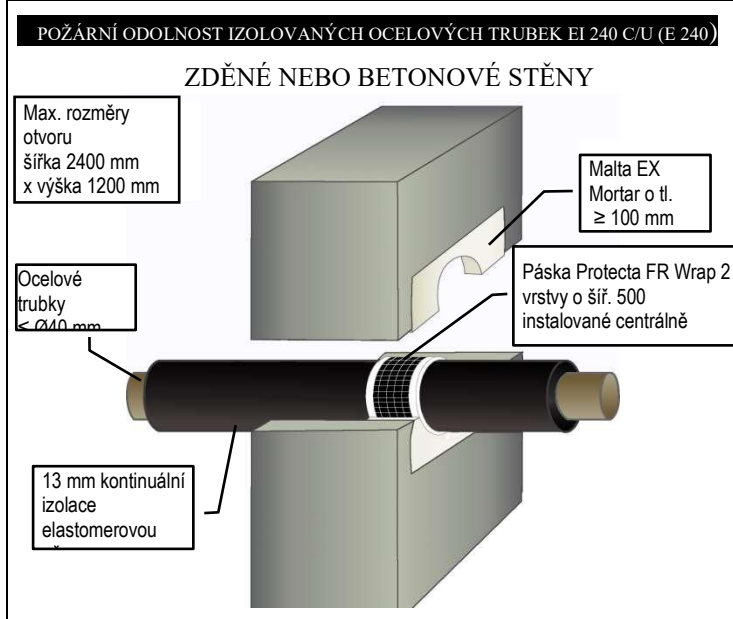 POŽÁRNÍ ODOLNOST IZOLOVANÝCH OCELOVÝCH TRUBEK EI 240 C/U (E 240)
ZDĚNÉ NEBO BETONOVÉ STĚNY
Max. rozměry
otvoru
šířka 2400 mm
x výška 1200 mm
Malta EX
Mortar o tl.
≥ 100 mm
Ocelové
trubky
≤ Ø40 mm
Páska Protecta FR Wrap 2
vrstvy o šíř. 500
instalované centrálně
13 mm kontinuální
izolace
elastomerovou